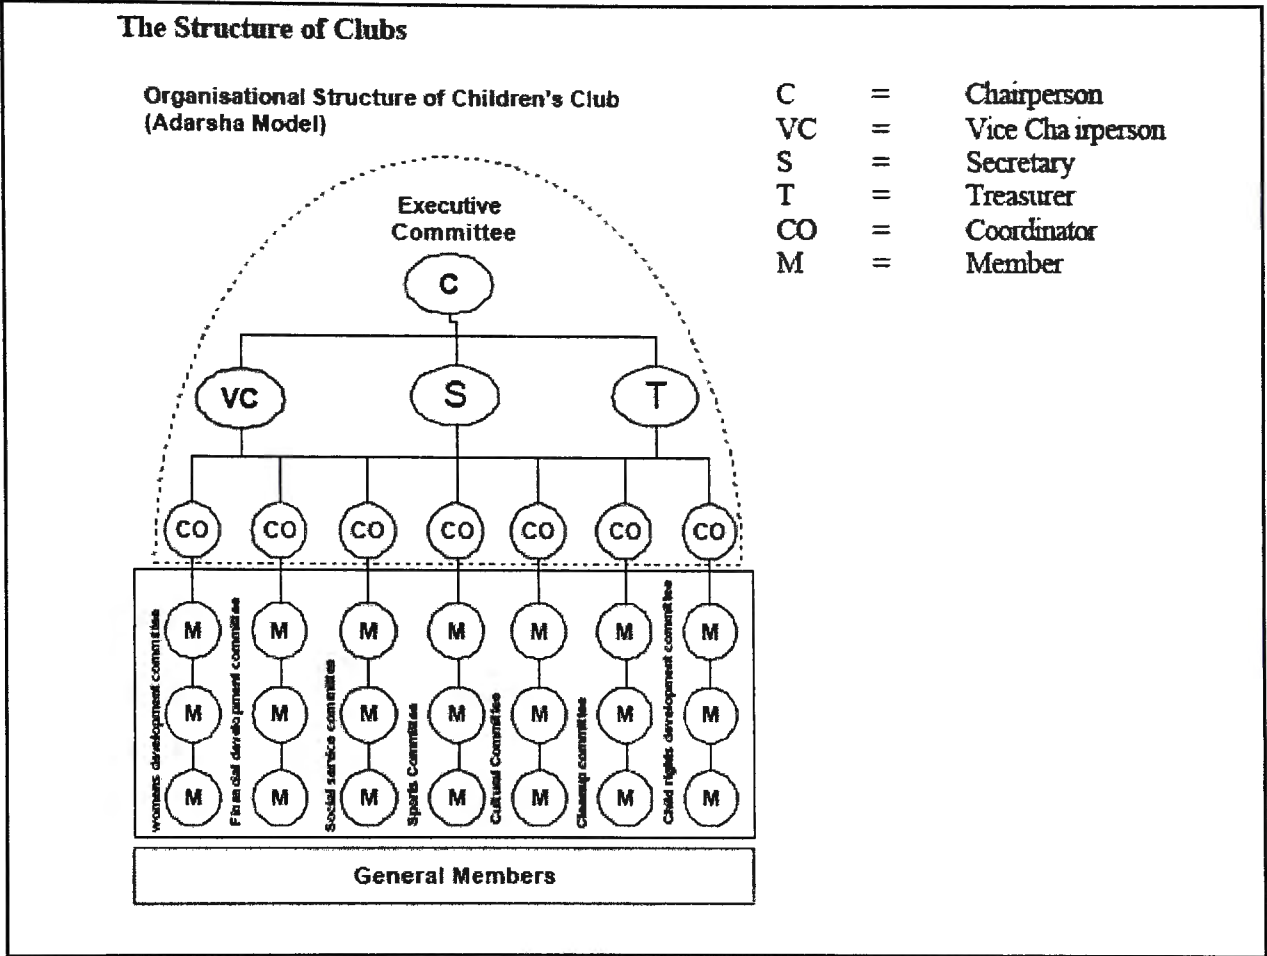 The Structure of Clubs
Organisational Structure of Children's Club
(Adarsha Model)
C = Chairperson
VC = Vice Chairperson
S = Secretary
T = Treasurer
CO = Coordinator
M = Member
Executive
Committee
C
VC S T
CO CO CO CO CO CO CO
womens development committee
Financial development committee
Social service committee
Sports Committee
Cultural Committee
Cleanup committee
Child rights development committee
M M M M M M M
M M M M M M M
M M M M M M M
General Members